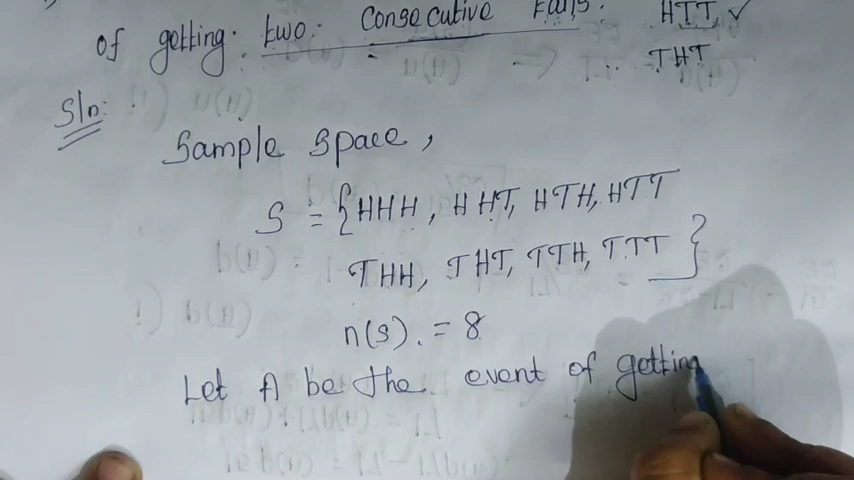 of getting two consecutive tails. HTT ✓
THT
Sln:
Sample space,
S = {HHH, HHT, HTH, HTT
THH, THT, TTH, TTT }
n(s) = 8
Let A be the event of getting